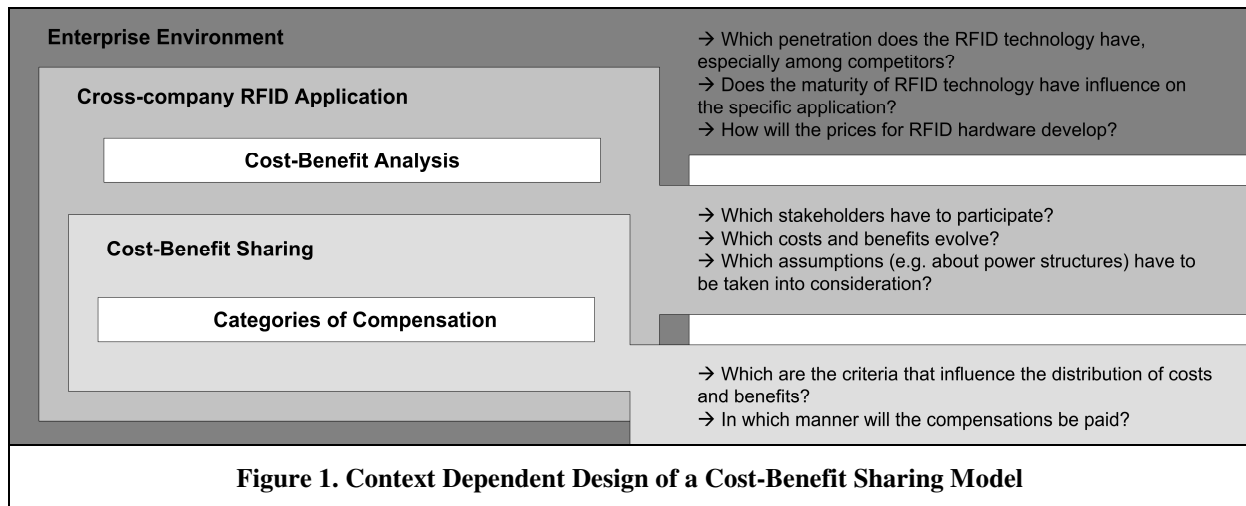 Enterprise Environment
Cross-company RFID Application
Cost-Benefit Analysis
Cost-Benefit Sharing
Categories of Compensation
→ Which penetration does the RFID technology have,
especially among competitors?
→ Does the maturity of RFID technology have influence on
the specific application?
→ How will the prices for RFID hardware develop?
→ Which stakeholders have to participate?
→ Which costs and benefits evolve?
→ Which assumptions (e.g. about power structures) have to
be taken into consideration?
→ Which are the criteria that influence the distribution of costs
and benefits?
→ In which manner will the compensations be paid?
Figure 1. Context Dependent Design of a Cost-Benefit Sharing Model